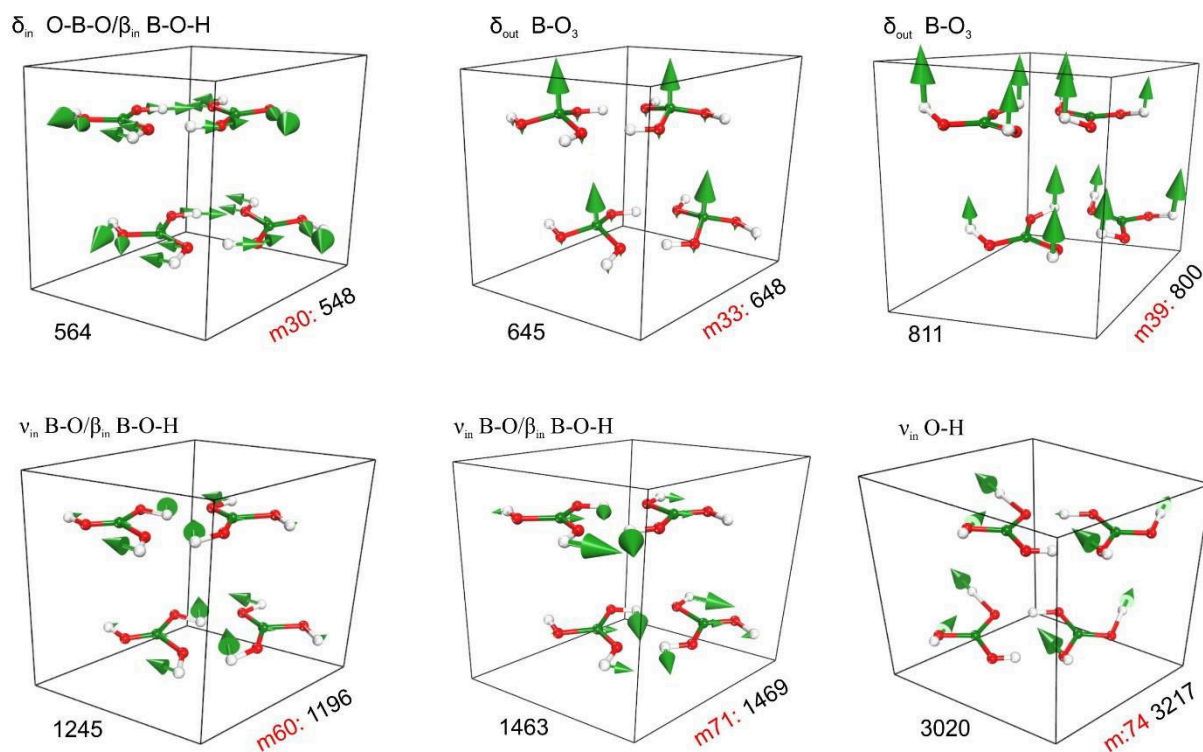 δin O-B-O/βin B-O-H
δout B-O3
δout B-O3
564
m30: 548
645
m33: 648
811
m39: 800
νin B-O/βin B-O-H
νin B-O/βin B-O-H
νin O-H
1245
m60: 1196
1463
m71: 1469
3020
m:74 3217